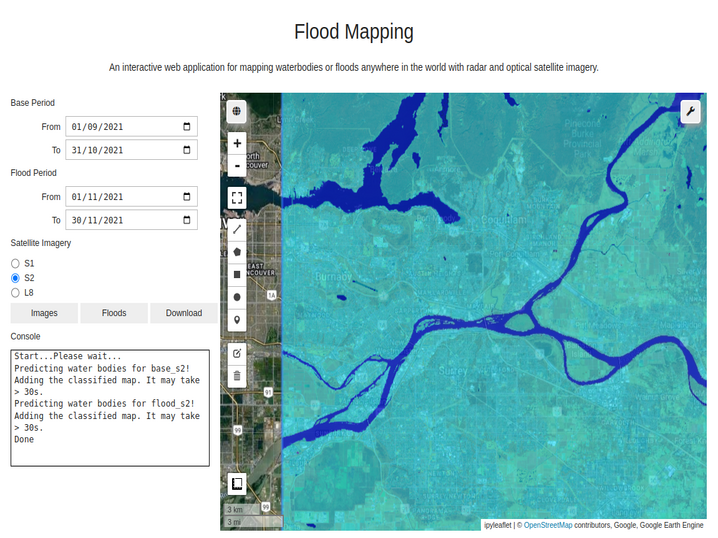 Flood Mapping
An interactive web application for mapping waterbodies or floods anywhere in the world with radar and optical satellite imagery.
Base Period
From 01/09/2021
To 31/10/2021
Flood Period
From 01/11/2021
To 30/11/2021
Satellite Imagery
S1
S2
L8
Images Floods Download
Console
Start...Please wait...
Predicting water bodies for base_s2!
Adding the classified map. It may take
> 30s.
Predicting water bodies for flood_s2!
Adding the classified map. It may take
> 30s.
Done
+
-
Coquitlam
EAST
VANCOUVER
Burnaby
1A
Surrey
91
99
99
3 km
3 mi
ipyleaflet | © OpenStreetMap contributors, Google, Google Earth Engine